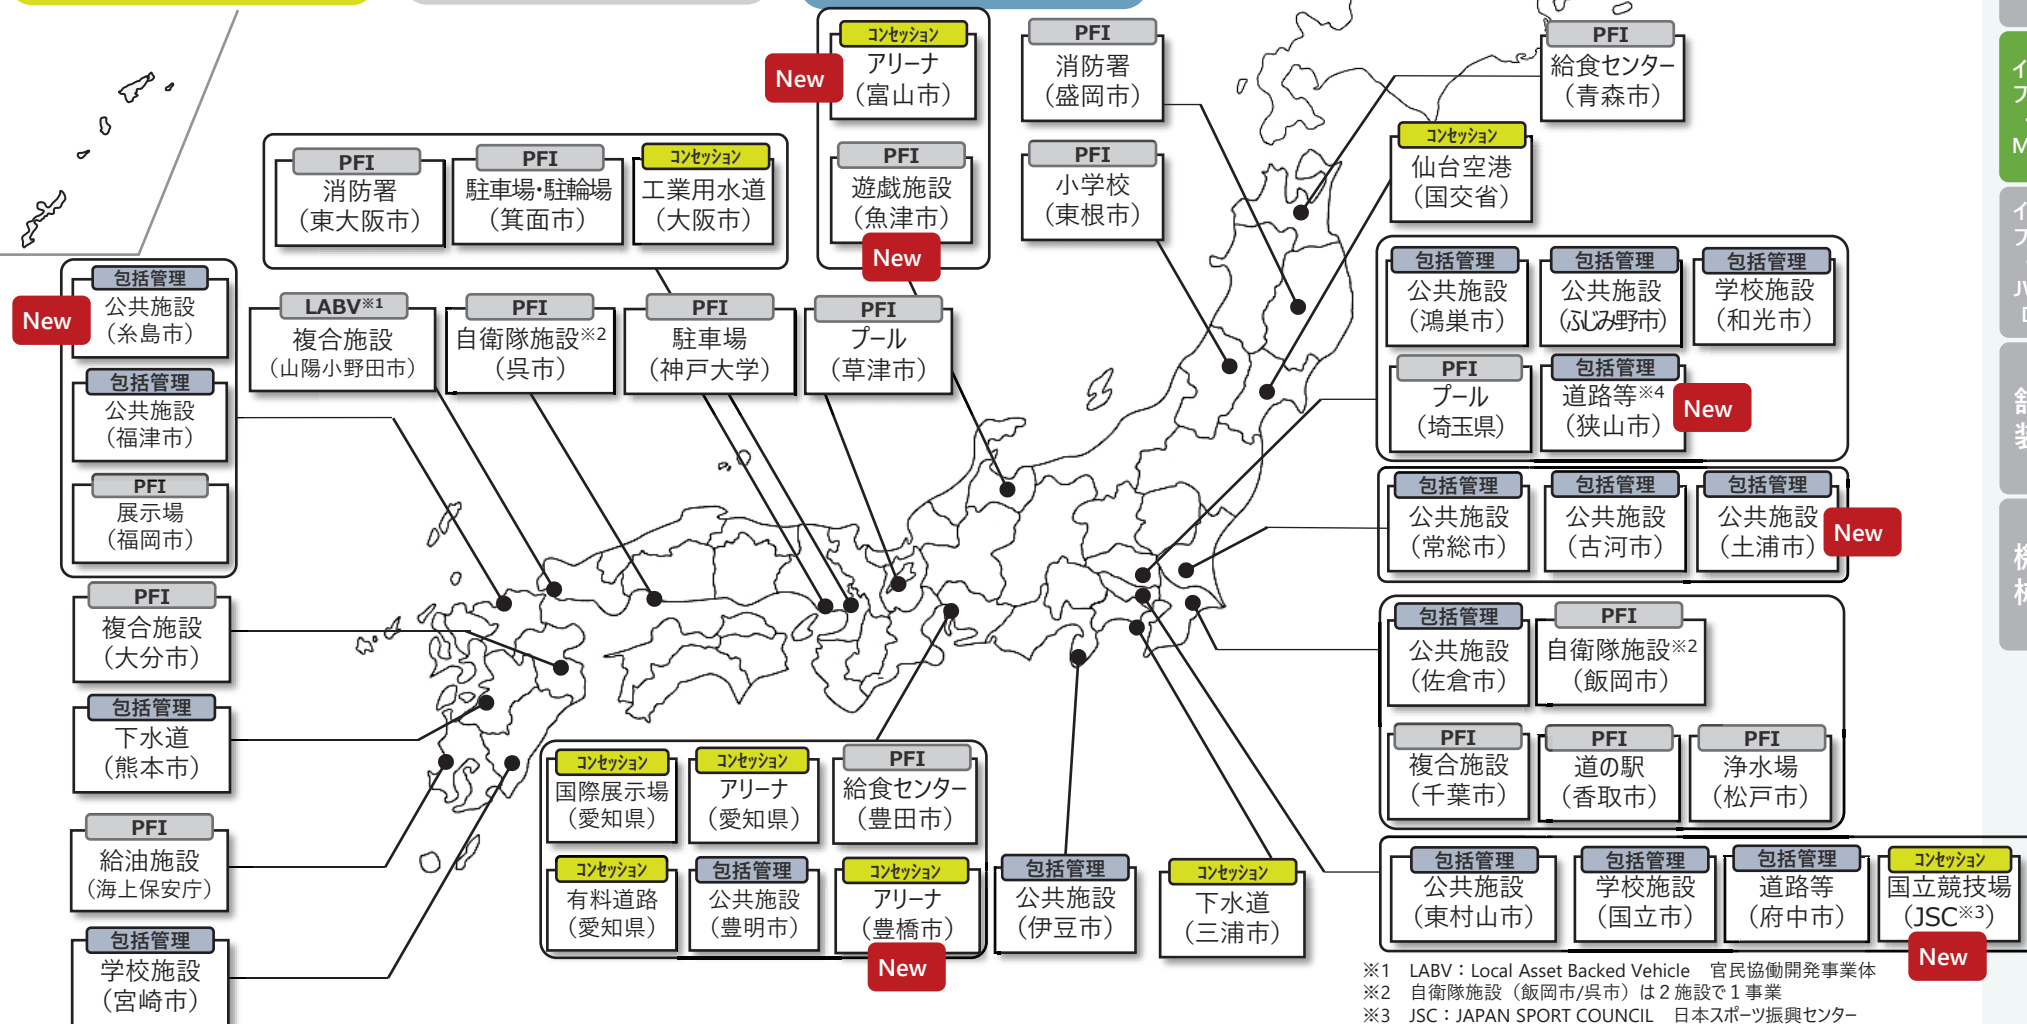 コンセッション
アリーナ
（富山市）
New
PFI
遊戯施設
（魚津市）
New
PFI
消防署
（盛岡市）
PFI
小学校
（東根市）
PFI
給食センター
（青森市）
コンセッション
仙台空港
（国交省）
PFI
消防署
（東大阪市）
PFI
駐車場・駐輪場
（箕面市）
コンセッション
工業用水道
（大阪市）
包括管理
公共施設
（糸島市）
New
包括管理
公共施設
（福津市）
PFI
展示場
（福岡市）
LABV※1
複合施設
（山陽小野田市）
PFI
自衛隊施設※2
（呉市）
PFI
駐車場
（神戸大学）
PFI
プール
（草津市）
包括管理
公共施設
（鴻巣市）
包括管理
公共施設
（ふじみ野市）
包括管理
学校施設
（和光市）
PFI
プール
（埼玉県）
包括管理
道路等※4
（狭山市）
New
包括管理
公共施設
（常総市）
包括管理
公共施設
（古河市）
包括管理
公共施設
（土浦市）
New
PFI
複合施設
（大分市）
包括管理
下水道
（熊本市）
PFI
給油施設
（海上保安庁）
包括管理
学校施設
（宮崎市）
包括管理
公共施設
（佐倉市）
PFI
自衛隊施設※2
（飯岡市）
PFI
複合施設
（千葉市）
PFI
道の駅
（香取市）
PFI
浄水場
（松戸市）
コンセッション
国際展示場
（愛知県）
コンセッション
アリーナ
（愛知県）
PFI
給食センター
（豊田市）
コンセッション
有料道路
（愛知県）
包括管理
公共施設
（豊明市）
コンセッション
アリーナ
（豊橋市）
New
包括管理
公共施設
（伊豆市）
コンセッション
下水道
（三浦市）
包括管理
公共施設
（東村山市）
包括管理
学校施設
（国立市）
包括管理
道路等
（府中市）
コンセッション
国立競技場
（JSC※3）
New
※1 LABV：Local Asset Backed Vehicle 官民協働開発事業体
※2 自衛隊施設（飯岡市/呉市）は２施設で１事業
※3 JSC：JAPAN SPORT COUNCIL 日本スポーツ振興センター